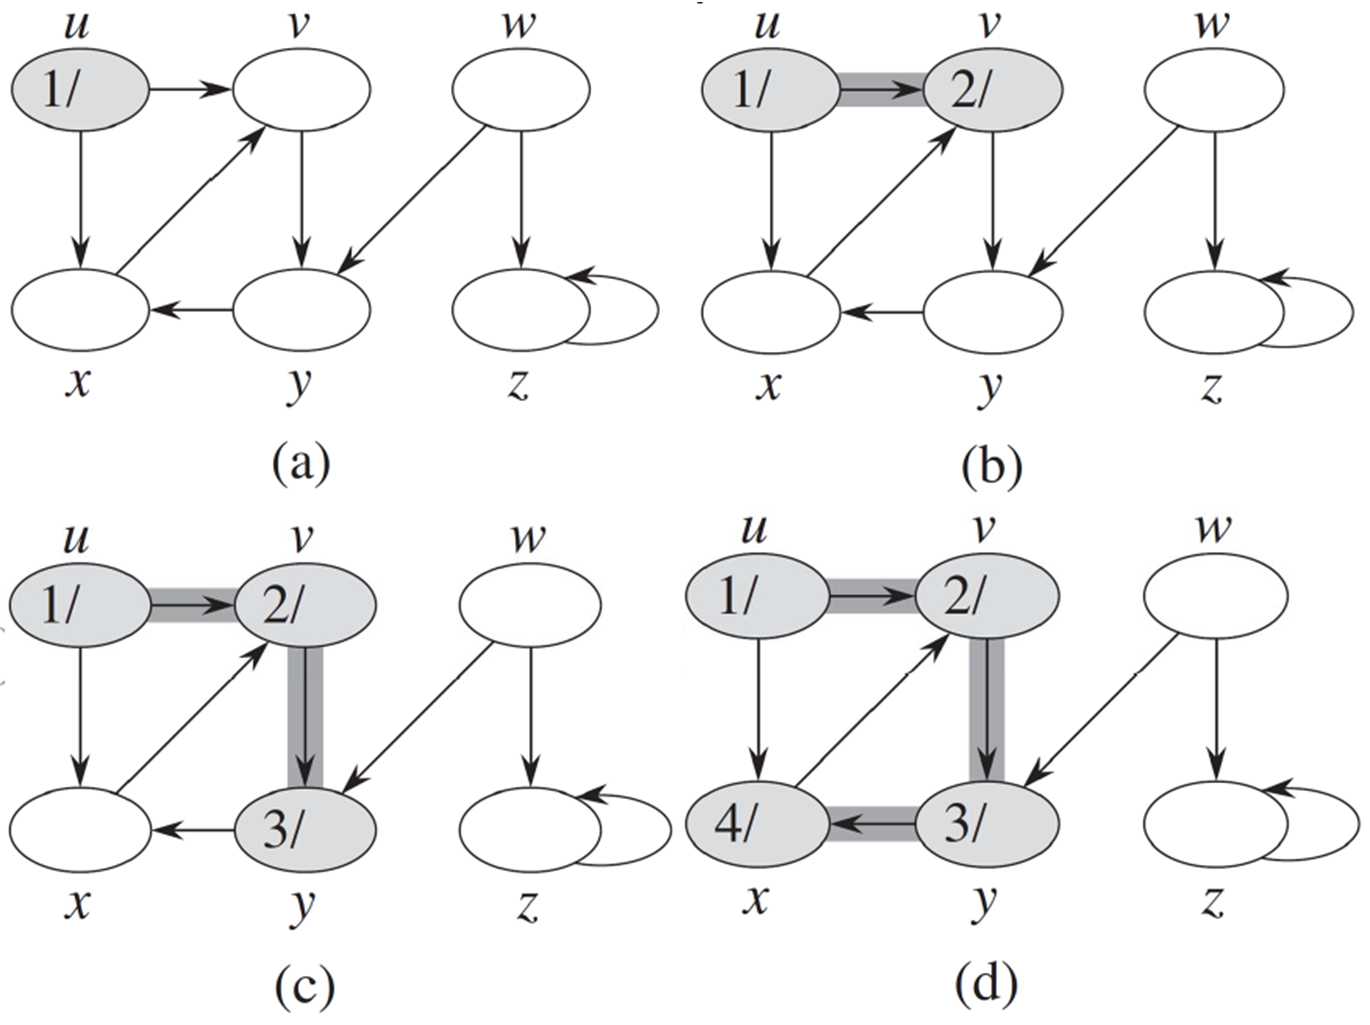 u v w
1/
x y z
(a)
u v w
1/ 2/
x y z
(b)
u v w
1/ 2/
3/
x y z
(c)
u v w
1/ 2/
4/ 3/
x y z
(d)